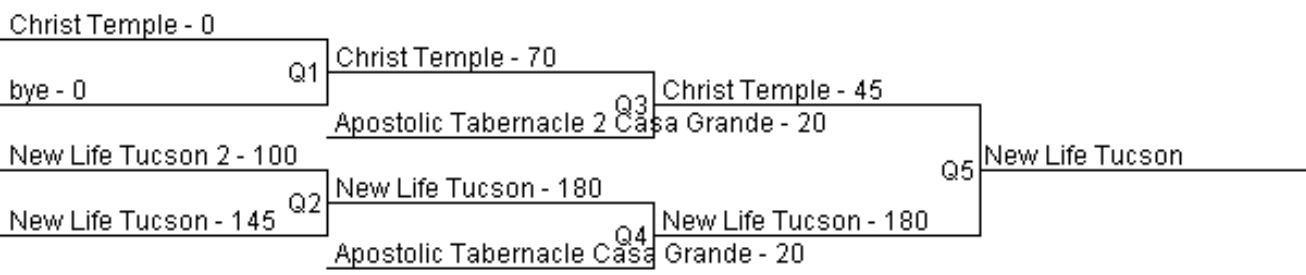 Christ Temple - 0
Q1
bye - 0
Christ Temple - 70
Q3
Apostolic Tabernacle 2 Casa Grande - 20
Christ Temple - 45
New Life Tucson 2 - 100
Q2
New Life Tucson - 145
New Life Tucson - 180
Q4
Apostolic Tabernacle Casa Grande - 20
New Life Tucson - 180
Q5
New Life Tucson